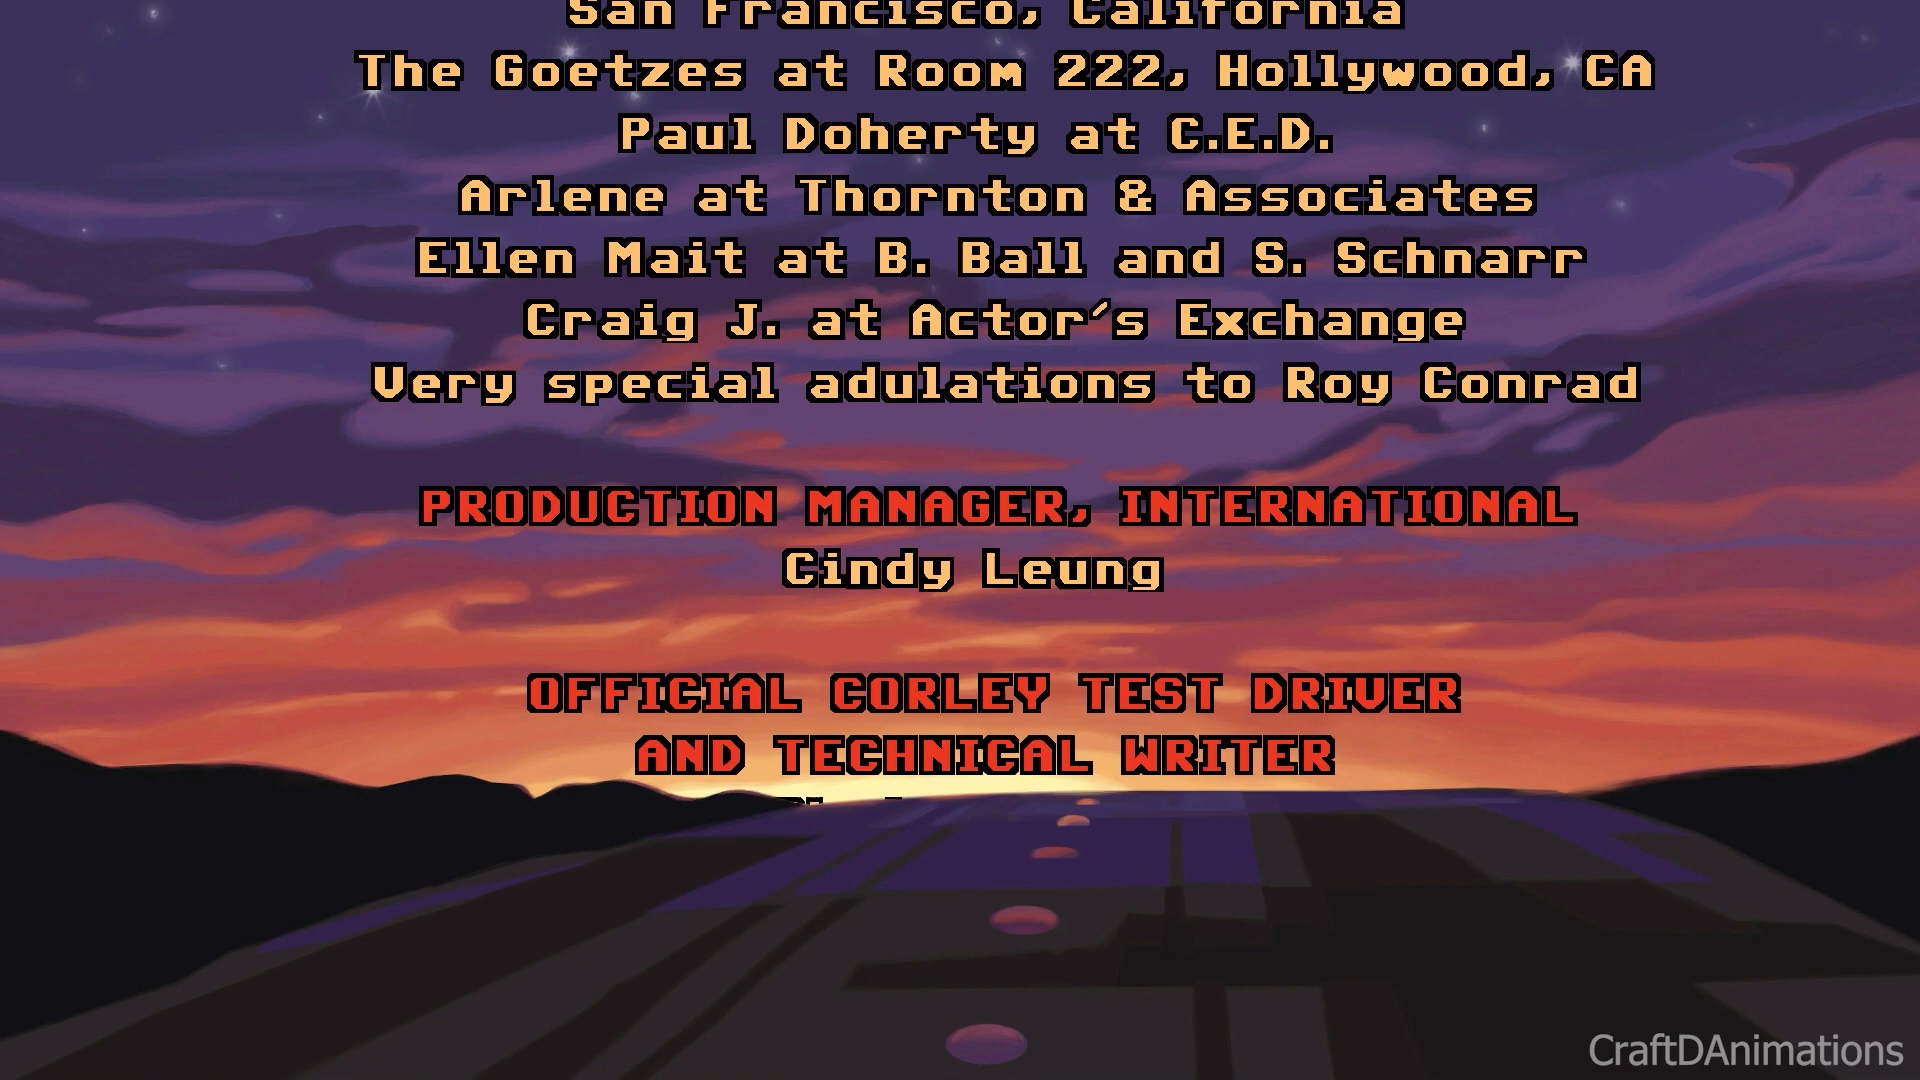 San Francisco, California
The Goetzes at Room 222, Hollywood, CA
Paul Doherty at C.E.D.
Arlene at Thornton & Associates
Ellen Mait at B. Ball and S. Schnarr
Craig J. at Actor's Exchange
Very special adulations to Roy Conrad
PRODUCTION MANAGER, INTERNATIONAL
Cindy Leung
OFFICIAL CORLEY TEST DRIVER
AND TECHNICAL WRITER
CraftDAnimations